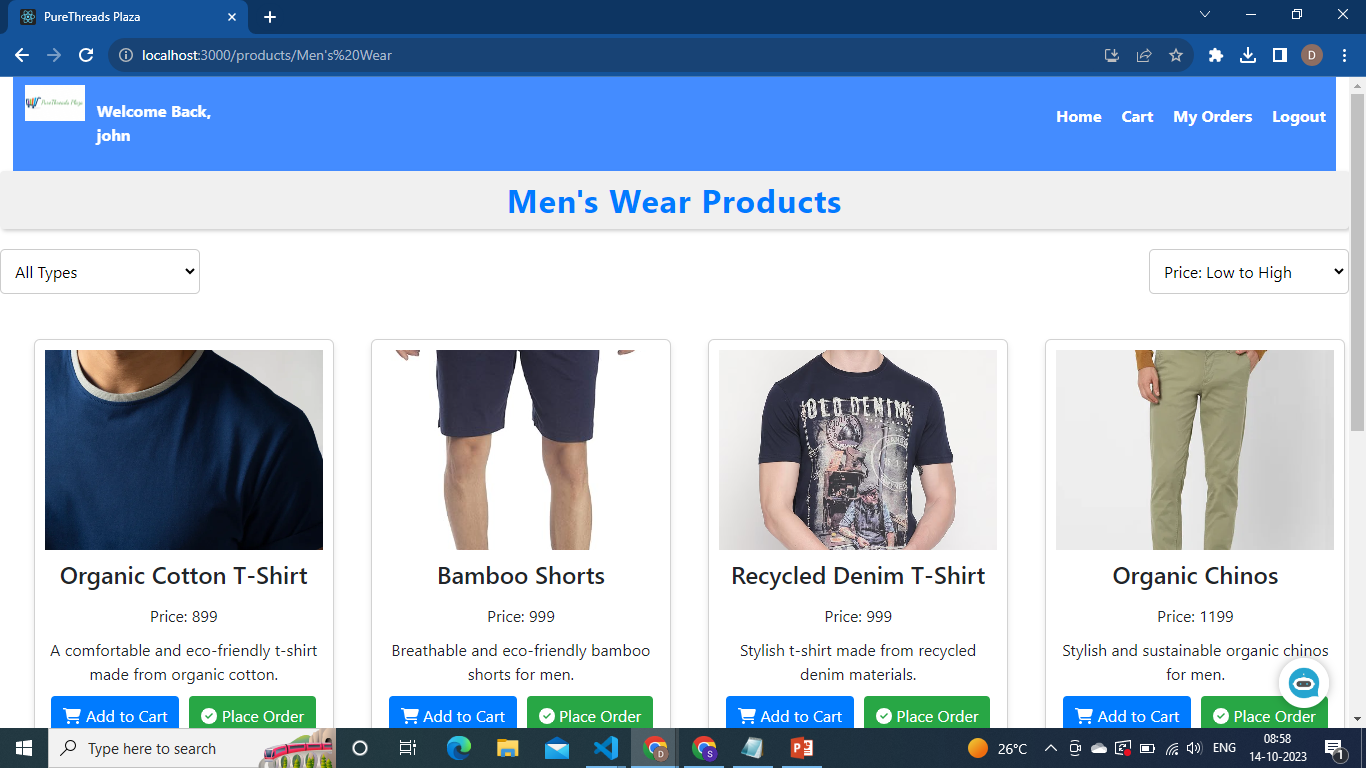 PureThreads Plaza
localhost:3000/products/Men's%20Wear
D
PureThreads Plaza
Welcome Back,
john
Home Cart My Orders Logout
Men's Wear Products
All Types
Price: Low to High
OLD DENIM
Organic Cotton T-Shirt
Price: 899
A comfortable and eco-friendly t-shirt
made from organic cotton.
Add to Cart Place Order
Bamboo Shorts
Price: 999
Breathable and eco-friendly bamboo
shorts for men.
Add to Cart Place Order
Recycled Denim T-Shirt
Price: 999
Stylish t-shirt made from recycled
denim materials.
Add to Cart Place Order
Organic Chinos
Price: 1199
Stylish and sustainable organic chinos
for men.
Add to Cart Place Order
Type here to search
D
S
26°C
ENG
08:58
14-10-2023
1